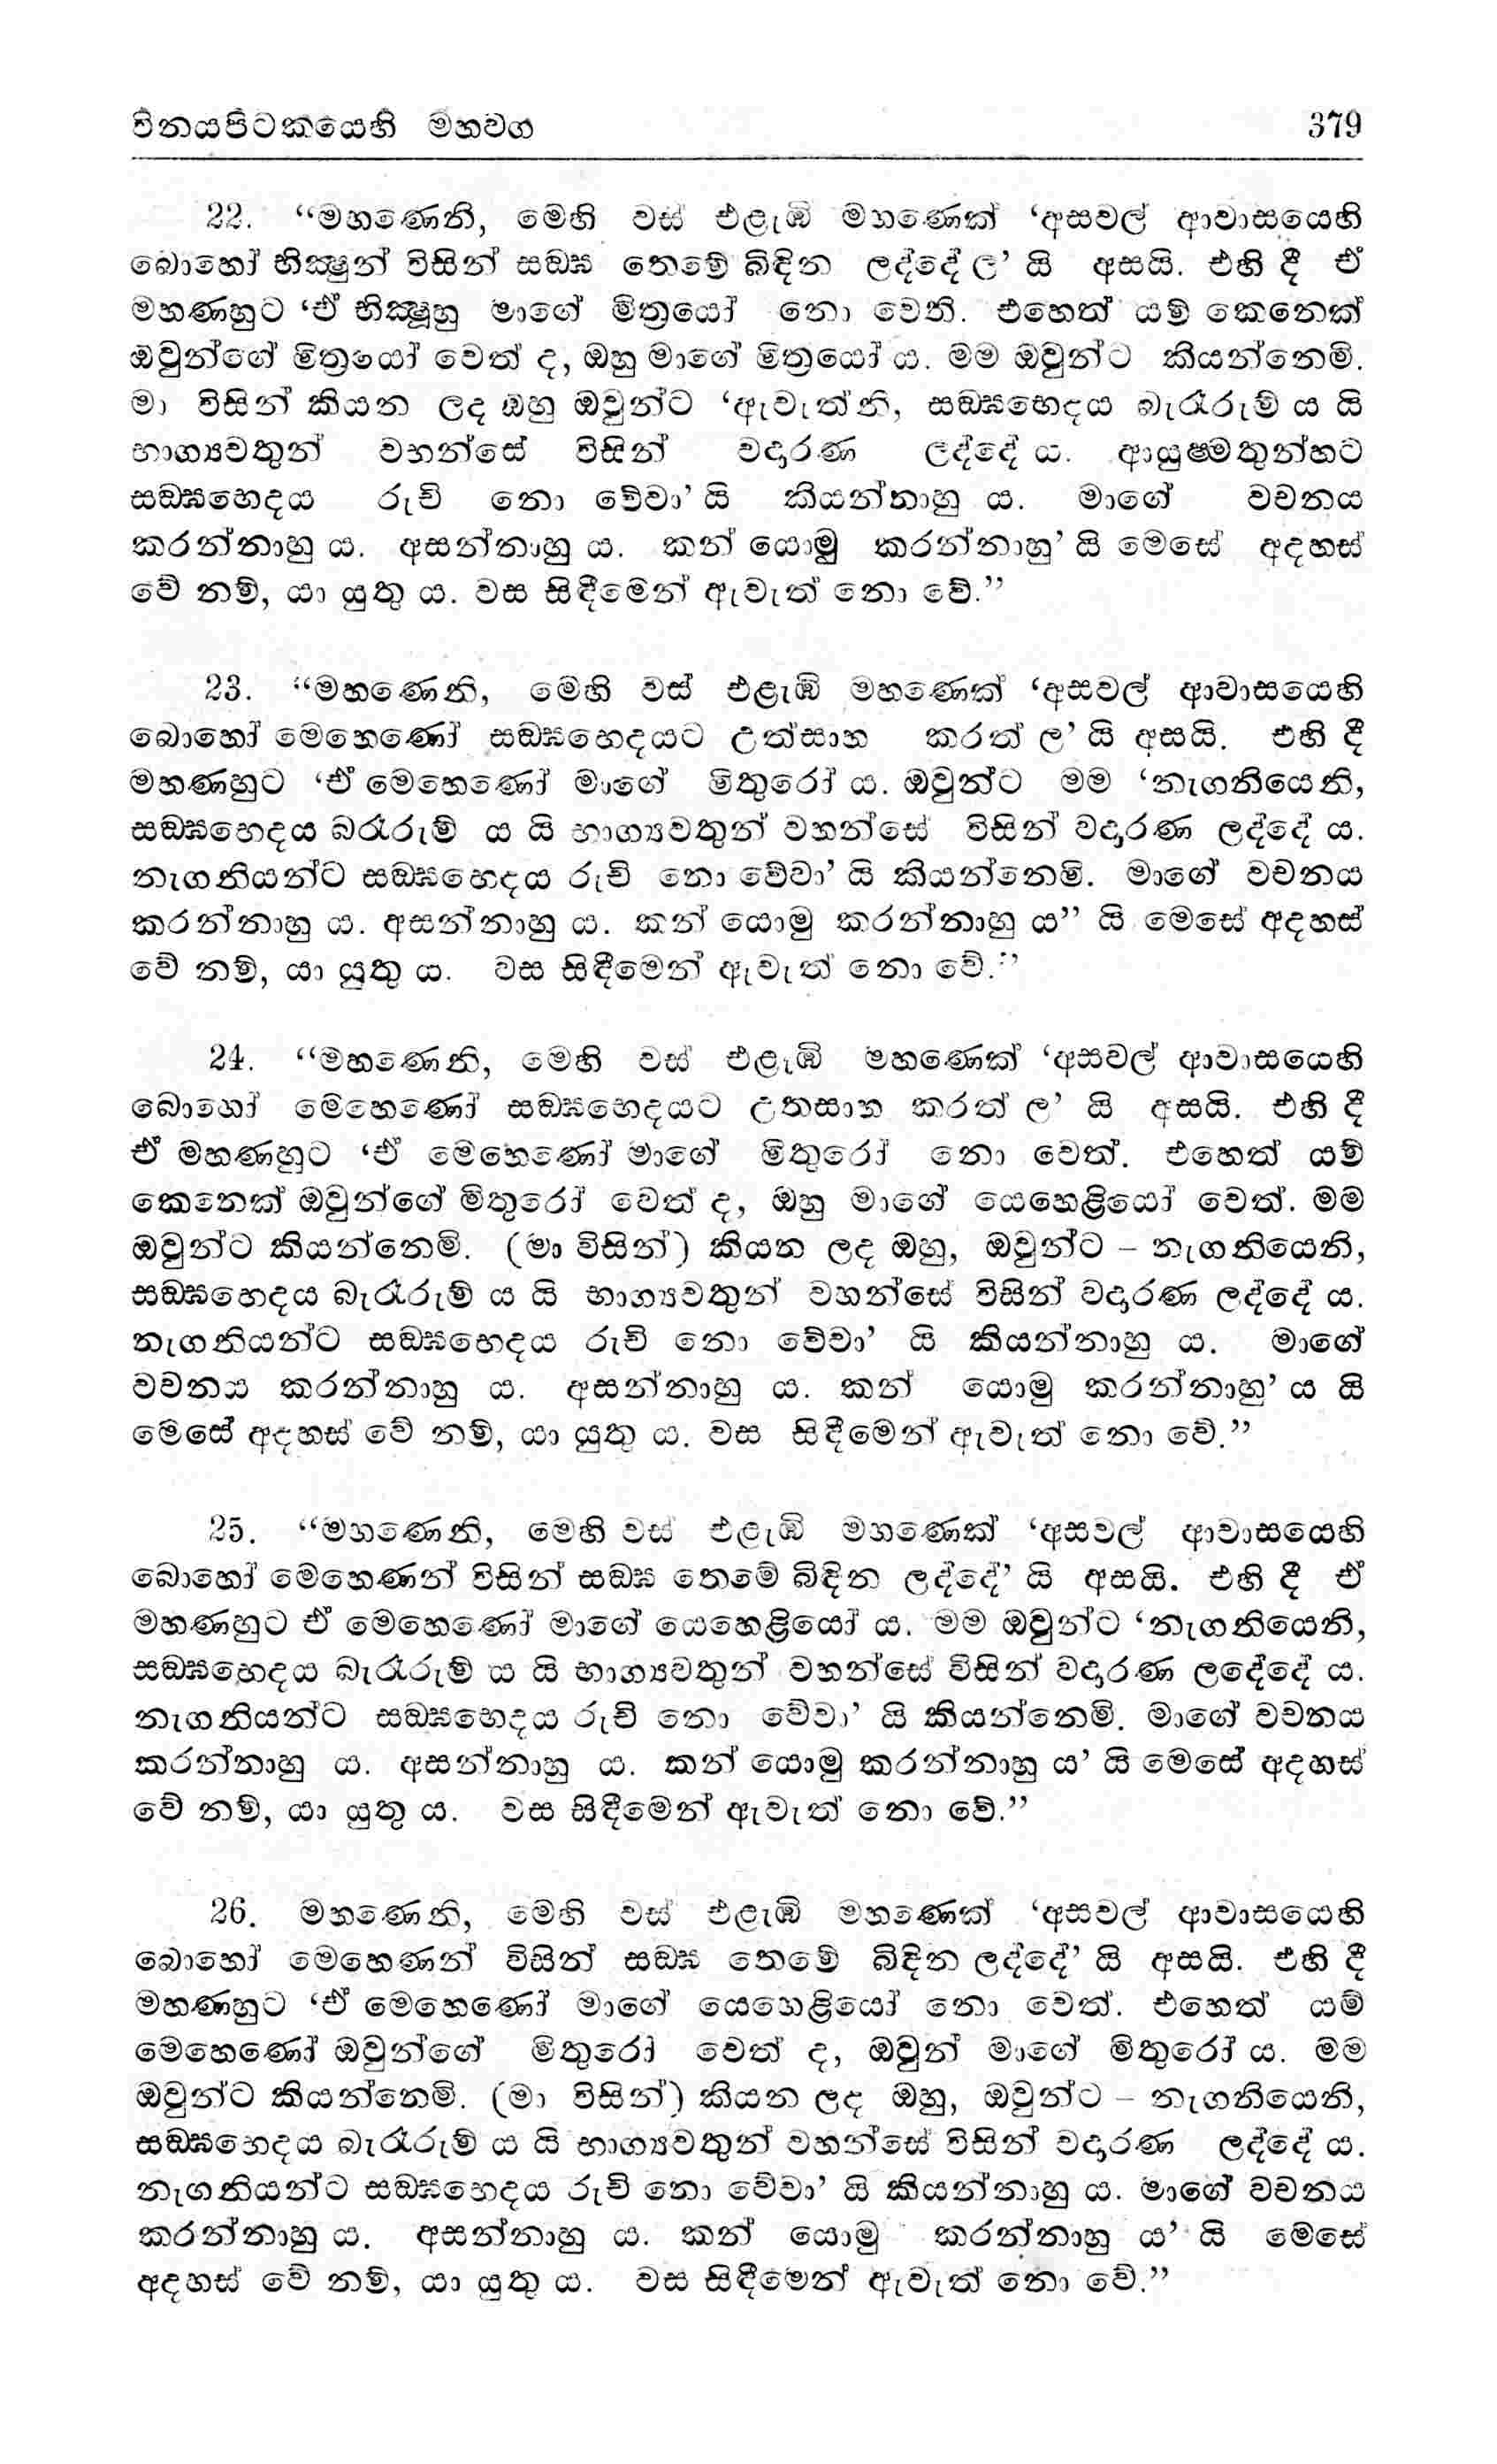 විනයපිටකයෙහි මහවග 379
22. “මහණෙනි, මෙහි වස් එළැඹි මහණෙක් ‘අසවල් ආවාසයෙහි
බොහෝ භික්‍ෂුන් විසින් සඞ්ඝ තෙමේ බිඳින ලද්දේ ල’ යි අසයි. එහි දී ඒ
මහණහුට ‘ඒ භික්‍ෂූහු මාගේ මිත්‍රයෝ නො වෙති. එහෙත් යම් කෙනෙක්
ඔවුන්ගේ මිත්‍රයෝ වෙත් ද, ඔහු මාගේ මිත්‍රයෝ ය. මම ඔවුන්ට කියන්නෙමි.
මා විසින් කියන ලද ඔහු ඔවුන්ට ‘ඇවැත්නි, සඞ්ඝභෙදය බැරෑරුම් ය යි
භාග්‍යවතුන් වහන්සේ විසින් වදාරණ ලද්දේ ය. ආයුෂ්මතුන්හට
සඞ්ඝභෙදය රුචි නො වේවා’ යි කියන්නාහු ය. මාගේ වචනය
කරන්නාහු ය. අසන්නාහු ය. කන් යොමු කරන්නාහු’ යි මෙසේ අදහස්
වේ නම්, යා යුතු ය. වස සිඳීමෙන් ඇවැත් නො වේ.”
23. “මහණෙනි, මෙහි වස් එළැඹි මහණෙක් ‘අසවල් ආවාසයෙහි
බොහෝ මෙහෙණෝ සඞ්ඝභෙදයට උත්සාහ කරත් ල’ යි අසයි. එහි දී
මහණහුට ‘ඒ මෙහෙණෝ මාගේ මිතුරෝ ය. ඔවුන්ට මම ‘නැගනියෙනි,
සඞ්ඝභෙදය බරෑරුම් ය යි භාග්‍යවතුන් වහන්සේ විසින් වදාරණ ලද්දේ ය.
නැගනියන්ට සඞ්ඝභෙදය රුචි නො වේවා’ යි කියන්නෙමි. මාගේ වචනය
කරන්නාහු ය. අසන්නාහු ය. කන් යොමු කරන්නාහු ය” යි මෙසේ අදහස්
වේ නම්, යා යුතු ය. වස සිඳීමෙන් ඇවැත් නො වේ.”
24. “මහණෙනි, මෙහි වස් එළැඹි මහණෙක් ‘අසවල් ආවාසයෙහි
බොහෝ මෙහෙණෝ සඞ්ඝභෙදයට උතසාහ කරත් ල’ යි අසයි. එහි දී
ඒ මහණහුට ‘ඒ මෙහෙණෝ මාගේ මිතුරෝ නො වෙත්. එහෙත් යම්
කෙනෙක් ඔවුන්ගේ මිතුරෝ වෙත් ද, ඔහු මාගේ යෙහෙළියෝ වෙත්. මම
ඔවුන්ට කියන්නෙමි. (මා විසින්) කියන ලද ඔහු, ඔවුන්ට – නැගනියෙනි,
සඞ්ඝභෙදය බැරෑරුම් ය යි භාග්‍යවතුන් වහන්සේ විසින් වදාරණ ලද්දේ ය.
නැගනියන්ට සඞ්ඝභෙදය රුචි නො වේවා’ යි කියන්නාහු ය. මාගේ
වචනය කරන්නාහු ය. අසන්නාහු ය. කන් යොමු කරන්නාහු’ ය යි
මෙසේ අදහස් වේ නම්, යා යුතු ය. වස සිඳීමෙන් ඇවැත් නො වේ.”
25. “මහණෙනි, මෙහි වස් එළැඹි මහණෙක් ‘අසවල් ආවාසයෙහි
බොහෝ මෙහෙණන් විසින් සඞ්ඝ තෙමේ බිඳින ලද්දේ’ යි අසයි. එහි දී ඒ
මහණහුට ඒ මෙහෙණෝ මාගේ යෙහෙළියෝ ය. මම ඔවුන්ට ‘නැගනියෙනි,
සඞ්ඝභෙදය බැරෑරුම් ය යි භාග්‍යවතුන් වහන්සේ විසින් වදාරණ ලදේදේ ය.
නැගනියන්ට සඞ්ඝභෙදය රුචි නො වේවා’ යි කියන්නෙමි. මාගේ වචනය
කරන්නාහු ය. අසන්නාහු ය. කන් යොමු කරන්නාහු ය’ යි මෙසේ අදහස්
වේ නම්, යා යුතු ය. වස සිඳීමෙන් ඇවැත් නො වේ.”
26. මහණෙනි, මෙහි වස් එළැඹි මහණෙක් ‘අසවල් ආවාසයෙහි
බොහෝ මෙහෙණන් විසින් සඞ්ඝ තෙමේ බිඳින ලද්දේ’ යි අසයි. එහි දී
මහණහුට ‘ඒ මෙහෙණෝ මාගේ යෙහෙළියෝ නො වෙත්. එහෙත් යම්
මෙහෙණෝ ඔවුන්ගේ මිතුරෝ වෙත් ද, ඔවුන් මාගේ මිතුරෝ ය. මම
ඔවුන්ට කියන්නෙමි. (මා විසින්) කියන ලද ඔහු, ඔවුන්ට – නැගනියෙනි,
සඞ්ඝභෙදය බැරෑරුම් ය යි භාග්‍යවතුන් වහන්සේ විසින් වදාරණ ලද්දේ ය.
නැගනියන්ට සඞ්ඝභෙදය රුචි නො වේවා’ යි කියන්නාහු ය. මාගේ වචනය
කරන්නාහු ය. අසන්නාහු ය. කන් යොමු කරන්නාහු ය’ යි මෙසේ
අදහස් වේ නම්, යා යුතු ය. වස සිඳීමෙන් ඇවැත් නො වේ.”